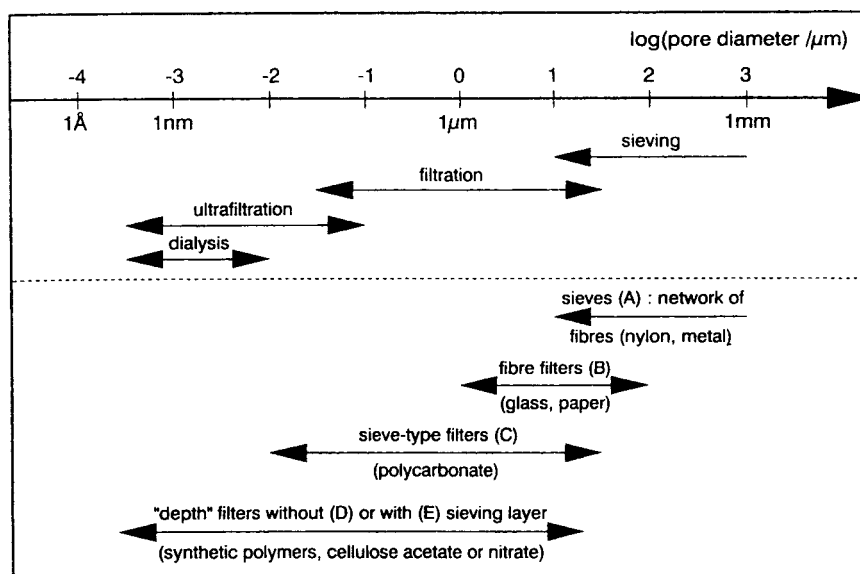 log(pore diameter /µm)
-4 -3 -2 -1 0 1 2 3
1Å 1nm 1µm 1mm
sieving
filtration
ultrafiltration
dialysis
sieves (A) : network of
fibres (nylon, metal)
fibre filters (B)
(glass, paper)
sieve-type filters (C)
(polycarbonate)
"depth" filters without (D) or with (E) sieving layer
(synthetic polymers, cellulose acetate or nitrate)